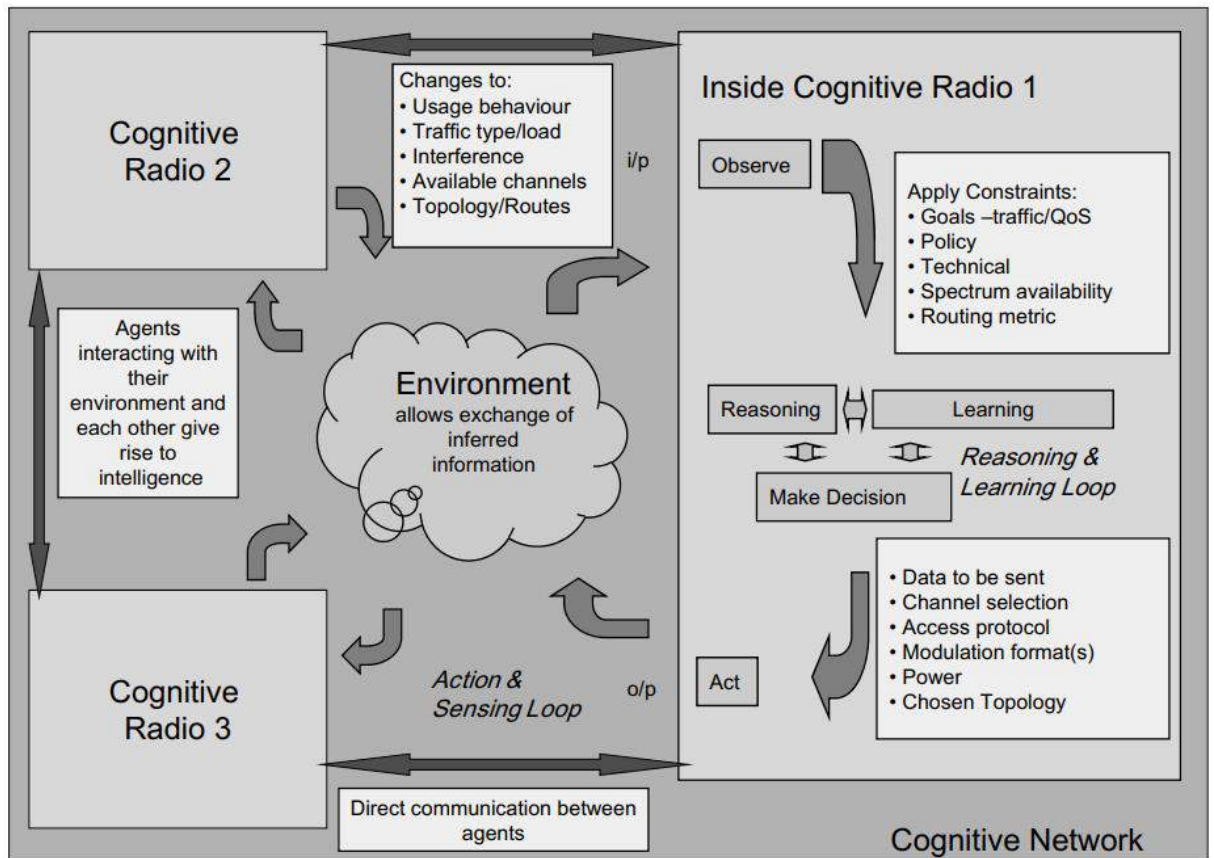 Cognitive
Radio 2
Changes to:
• Usage behaviour
• Traffic type/load
• Interference
• Available channels
• Topology/Routes
i/p
Inside Cognitive Radio 1
Observe
Apply Constraints:
• Goals –traffic/QoS
• Policy
• Technical
• Spectrum availability
• Routing metric
Agents
interacting with
their
environment and
each other give
rise to
intelligence
Environment
allows exchange of
inferred
information
Reasoning
Learning
Reasoning &
Learning Loop
Make Decision
• Data to be sent
• Channel selection
• Access protocol
• Modulation format(s)
• Power
• Chosen Topology
Act
o/p
Action &
Sensing Loop
Cognitive
Radio 3
Direct communication between
agents
Cognitive Network